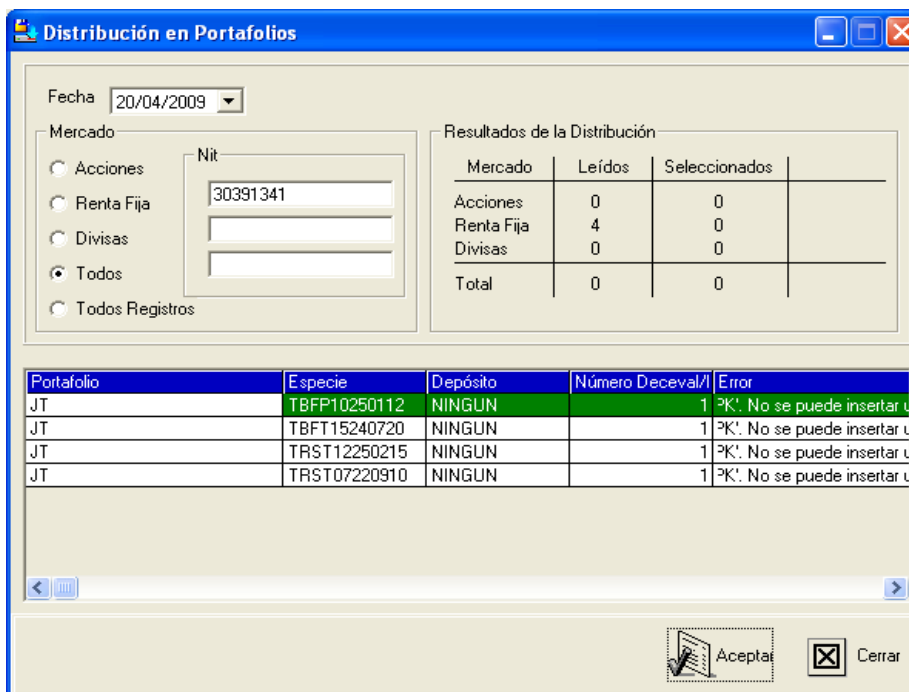 Distribución en Portafolios
Fecha 20/04/2009
Mercado
Acciones
Renta Fija
Divisas
Todos
Todos Registros
Nit
30391341
Resultados de la Distribución
Mercado Leídos Seleccionados
Acciones 0 0
Renta Fija 4 0
Divisas 0 0
Total 0 0
Portafolio Especie Depósito Número Deceval/I Error
JT TBFP10250112 NINGUN 1 PK'. No se puede insertar u
JT TBFT15240720 NINGUN 1 PK'. No se puede insertar u
JT TRST12250215 NINGUN 1 PK'. No se puede insertar u
JT TRST07220910 NINGUN 1 PK'. No se puede insertar u
Aceptar Cerrar